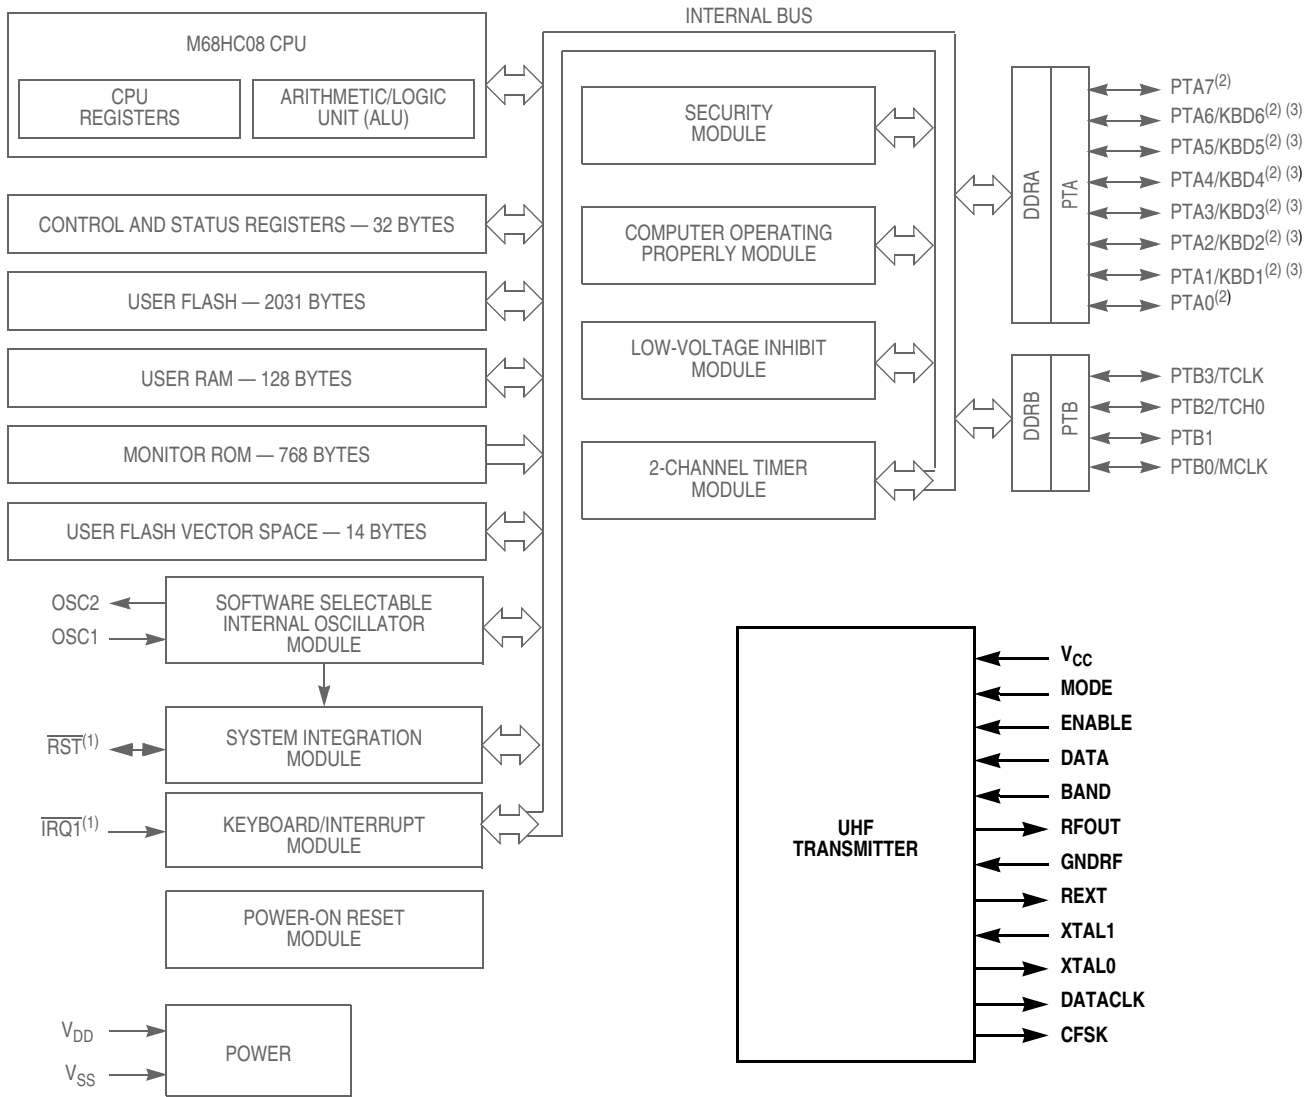 INTERNAL BUS
M68HC08 CPU
CPU
REGISTERS
ARITHMETIC/LOGIC
UNIT (ALU)
CONTROL AND STATUS REGISTERS — 32 BYTES
USER FLASH — 2031 BYTES
USER RAM — 128 BYTES
MONITOR ROM — 768 BYTES
USER FLASH VECTOR SPACE — 14 BYTES
OSC2
OSC1
SOFTWARE SELECTABLE
INTERNAL OSCILLATOR
MODULE
RST(1)
SYSTEM INTEGRATION
MODULE
IRQ1(1)
KEYBOARD/INTERRUPT
MODULE
POWER-ON RESET
MODULE
VDD
VSS
POWER
SECURITY
MODULE
COMPUTER OPERATING
PROPERLY MODULE
LOW-VOLTAGE INHIBIT
MODULE
2-CHANNEL TIMER
MODULE
DDRA
PTA
PTA7(2)
PTA6/KBD6(2) (3)
PTA5/KBD5(2) (3)
PTA4/KBD4(2) (3)
PTA3/KBD3(2) (3)
PTA2/KBD2(2) (3)
PTA1/KBD1(2) (3)
PTA0(2)
DDRB
PTB
PTB3/TCLK
PTB2/TCH0
PTB1
PTB0/MCLK
UHF
TRANSMITTER
VCC
MODE
ENABLE
DATA
BAND
RFOUT
GNDRF
REXT
XTAL1
XTAL0
DATACLK
CFSK